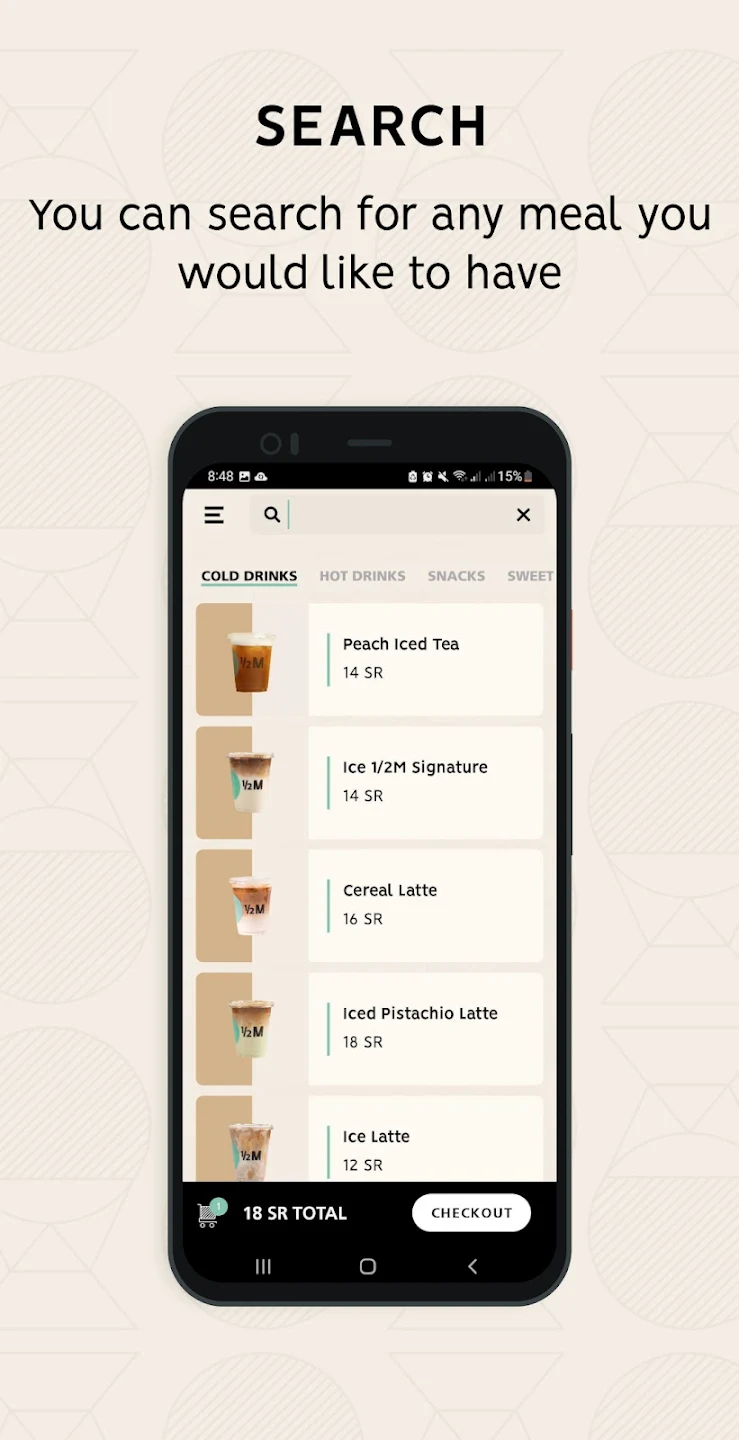 SEARCH
You can search for any meal you
would like to have
8:48 15%
COLD DRINKS HOT DRINKS SNACKS SWEET
½M
Peach Iced Tea
14 SR
½M
Ice 1/2M Signature
14 SR
½M
Cereal Latte
16 SR
½M
Iced Pistachio Latte
18 SR
½M
Ice Latte
12 SR
1
18 SR TOTAL CHECKOUT